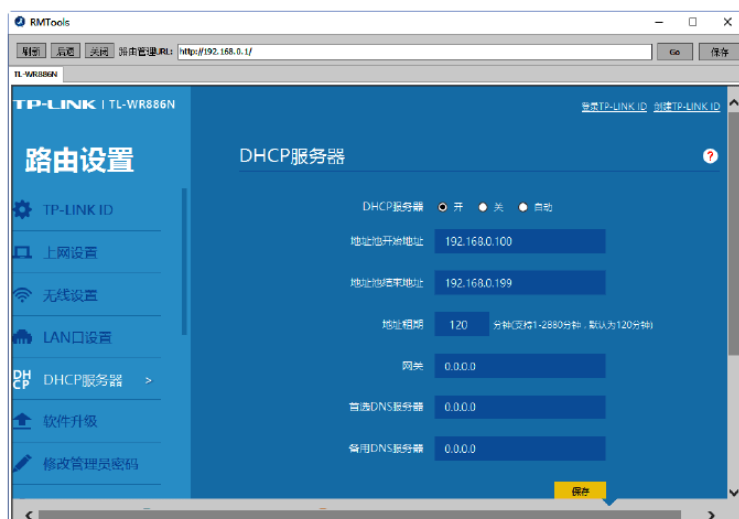 RMTools
刷新 后退 关闭 路由管理URL: http://192.168.0.1/ Go 保存
TL-WR886N
TP-LINK | TL-WR886N
登录TP-LINK ID 创建TP-LINK ID
路由设置
DHCP服务器
?
TP-LINK ID
上网设置
无线设置
LAN口设置
DHCP服务器 >
软件升级
修改管理员密码
DHCP服务器 开 关 自动
地址池开始地址 192.168.0.100
地址池结束地址 192.168.0.199
地址租期 120 分钟(支持1-2880分钟，默认为120分钟)
网关 0.0.0.0
首选DNS服务器 0.0.0.0
备用DNS服务器 0.0.0.0
保存